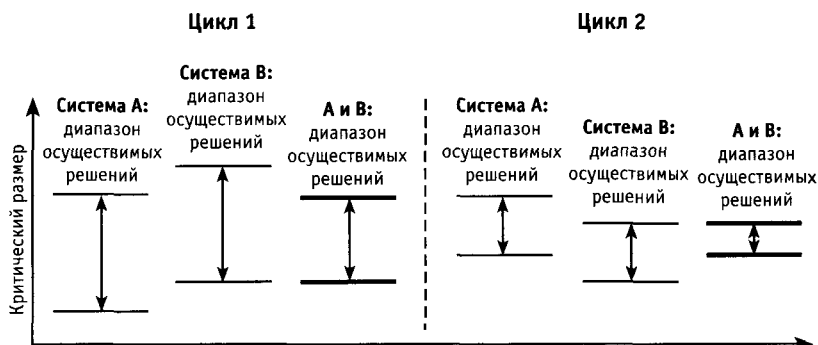 Цикл 1
Цикл 2
Система А:
диапазон
осуществимых
решений
Система В:
диапазон
осуществимых
решений
А и В:
диапазон
осуществимых
решений
Система А:
диапазон
осуществимых
решений
Система В:
диапазон
осуществимых
решений
А и В:
диапазон
осуществимых
решений
Критический размер